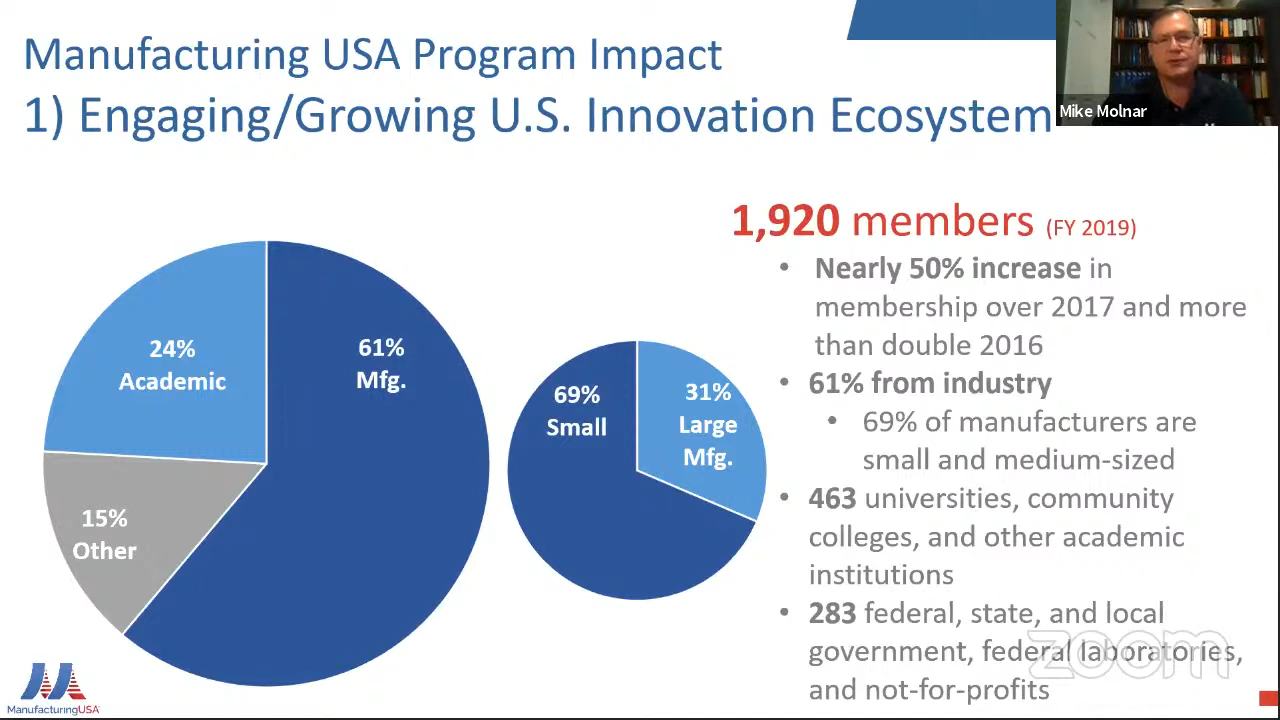 Manufacturing USA Program Impact
1) Engaging/Growing U.S. Innovation Ecosystem
Mike Molnar
1,920 members (FY 2019)
• Nearly 50% increase in
membership over 2017 and more
than double 2016
• 61% from industry
• 69% of manufacturers are
small and medium-sized
• 463 universities, community
colleges, and other academic
institutions
• 283 federal, state, and local
government, federal laboratories,
and not-for-profits
24%
Academic
61%
Mfg.
15%
Other
69%
Small
31%
Large
Mfg.
ManufacturingUSA
zoom